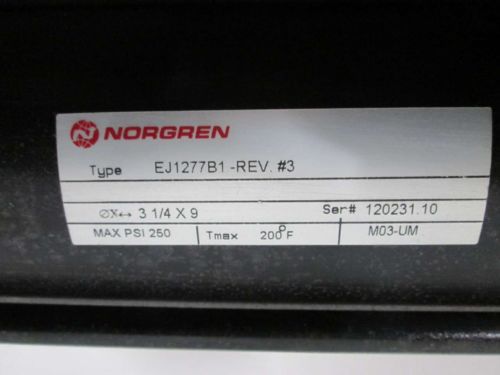 NORGREN
Type EJ1277B1-REV. #3
∅X↔ 3 1/4 X 9 Ser# 120231.10
MAX PSI 250 Tmax 200°F M03-UM